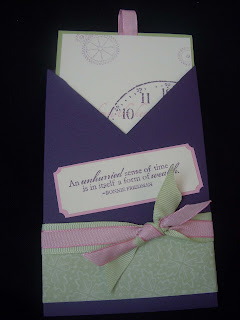 11
10
An unhurried sense of time
is in itself a form of wealth.
~BONNIE FRIEDMAN